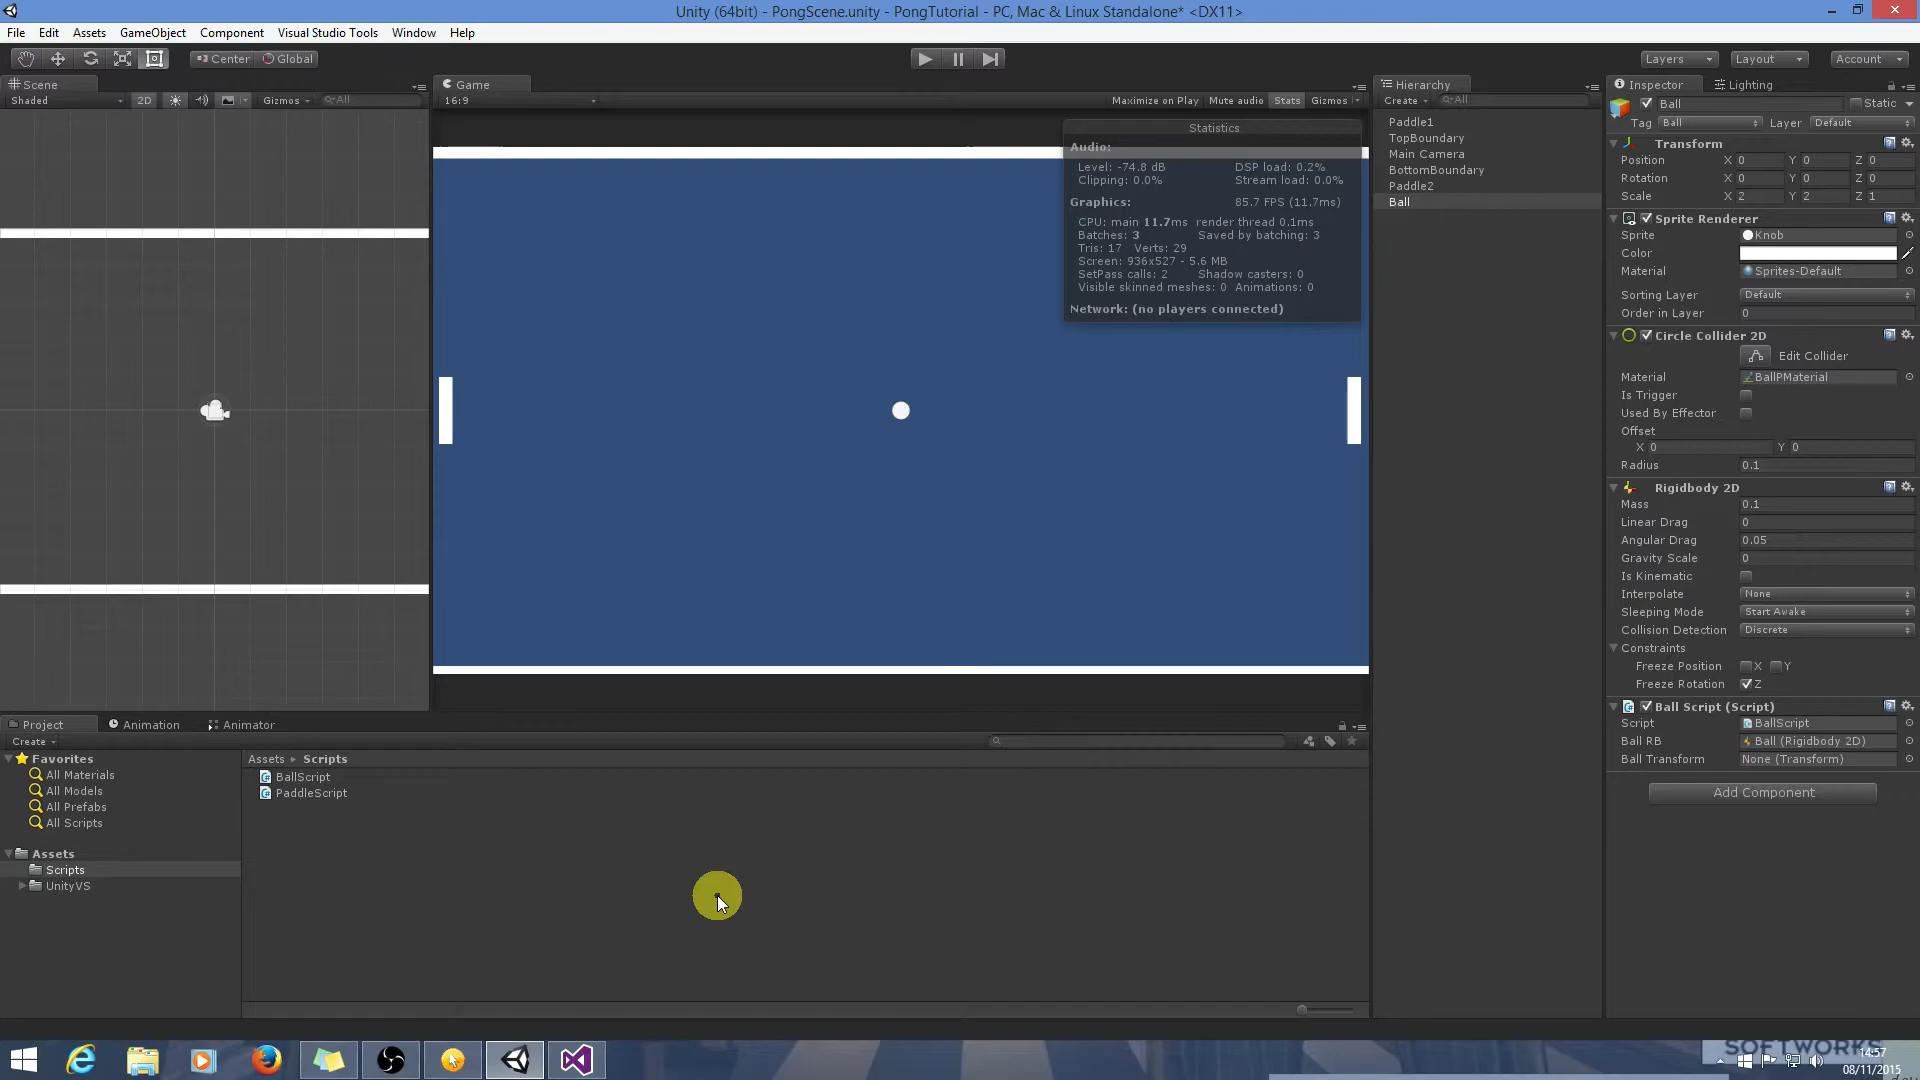 Unity (64bit) - PongScene.unity - PongTutorial - PC, Mac & Linux Standalone* <DX11>
File Edit Assets GameObject Component Visual Studio Tools Window Help
Center Global Layers Layout Account
Scene
Shaded 2D Gizmos All
Game
16:9 Maximize on Play Mute audio Stats Gizmos
Statistics
Audio:
Level: -74.8 dB DSP load: 0.2%
Clipping: 0.0% Stream load: 0.0%
Graphics: 85.7 FPS (11.7ms)
CPU: main 11.7ms render thread 0.1ms
Batches: 3 Saved by batching: 3
Tris: 17 Verts: 29
Screen: 936x527 - 5.6 MB
SetPass calls: 2 Shadow casters: 0
Visible skinned meshes: 0 Animations: 0
Network: (no players connected)
Hierarchy
Create All
Paddle1
TopBoundary
Main Camera
BottomBoundary
Paddle2
Ball
Inspector Lighting
Ball Static
Tag Ball Layer Default
Transform
Position X 0 Y 0 Z 0
Rotation X 0 Y 0 Z 0
Scale X 2 Y 2 Z 1
Sprite Renderer
Sprite Knob
Color
Material Sprites-Default
Sorting Layer Default
Order in Layer 0
Circle Collider 2D
Edit Collider
Material BallPMaterial
Is Trigger
Used By Effector
Offset
X 0 Y 0
Radius 0.1
Rigidbody 2D
Mass 0.1
Linear Drag 0
Angular Drag 0.05
Gravity Scale 0
Is Kinematic
Interpolate None
Sleeping Mode Start Awake
Collision Detection Discrete
Constraints
Freeze Position X Y
Freeze Rotation Z
Ball Script (Script)
Script BallScript
Ball RB Ball (Rigidbody 2D)
Ball Transform None (Transform)
Add Component
Project Animation Animator
Create
Favorites
All Materials
All Models
All Prefabs
All Scripts
Assets
Scripts
UnityVS
Assets Scripts
BallScript
PaddleScript
SOFTWORKS
14:57
08/11/2015